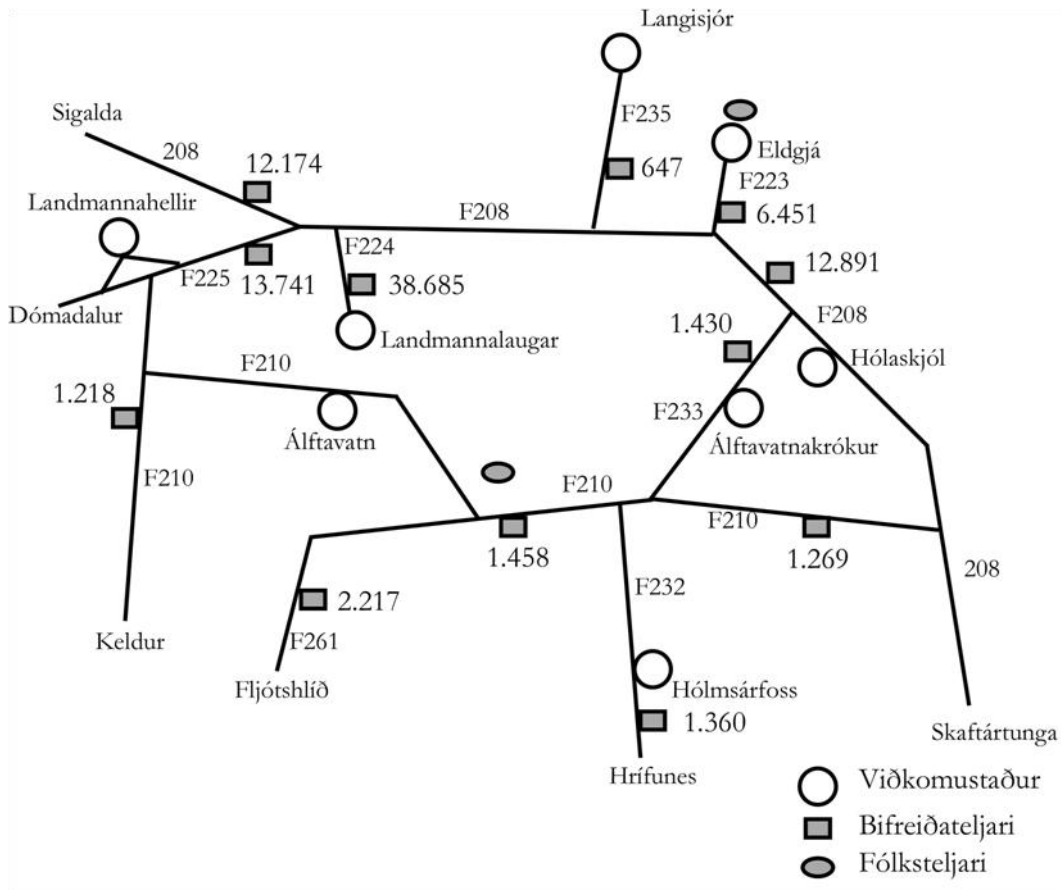 Langisjór
Sigalda
F235
Eldgjá
208
12.174
647
F223
Landmannahellir
F208
6.451
F224
F225
13.741
38.685
12.891
Dómadalur
Landmannalaugar
1.430
F208
Hólaskjól
F210
1.218
F233
Álftavatn
Álftavatnakrókur
F210
F210
F210
1.458
1.269
208
F232
2.217
Keldur
F261
Fljótshlíð
Hólmsárfoss
1.360
Skaftártunga
Hrífunes
Viðkomustaður
Bifreiðateljari
Fólksteljari